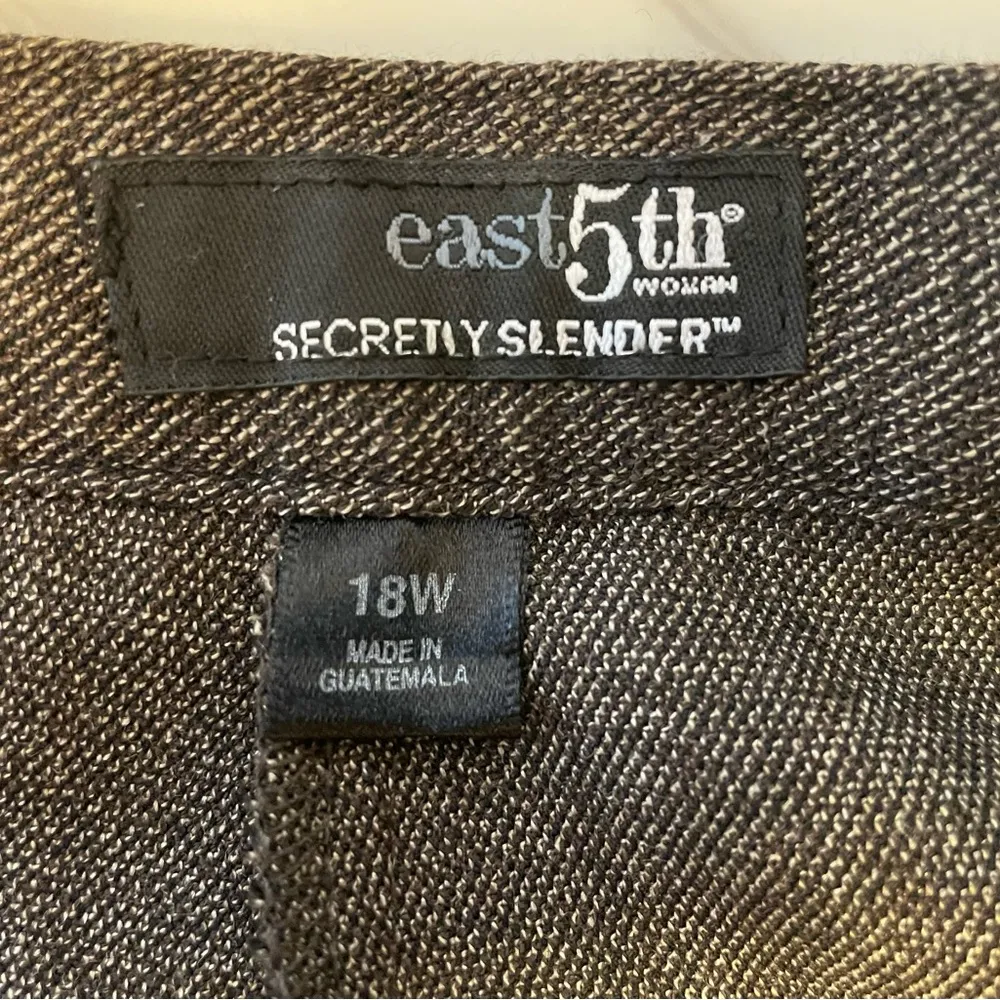 east5th®
WOMAN
SECRETLY SLENDER™
18W
MADE IN
GUATEMALA